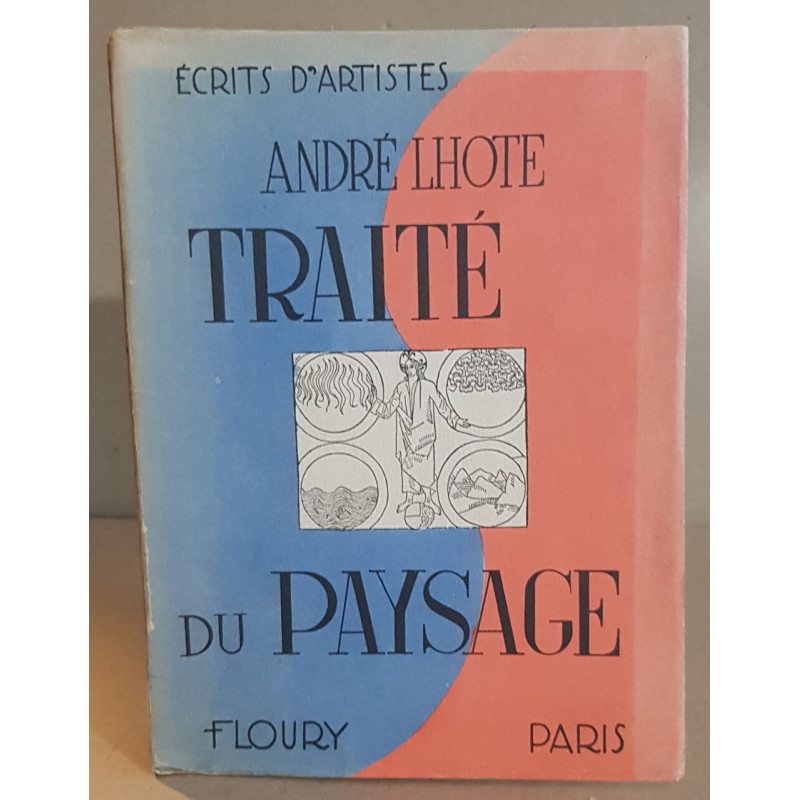 ÉCRITS D'ARTISTES
ANDRÉ LHOTE
TRAITÉ
DU PAYSAGE
FLOURY PARIS